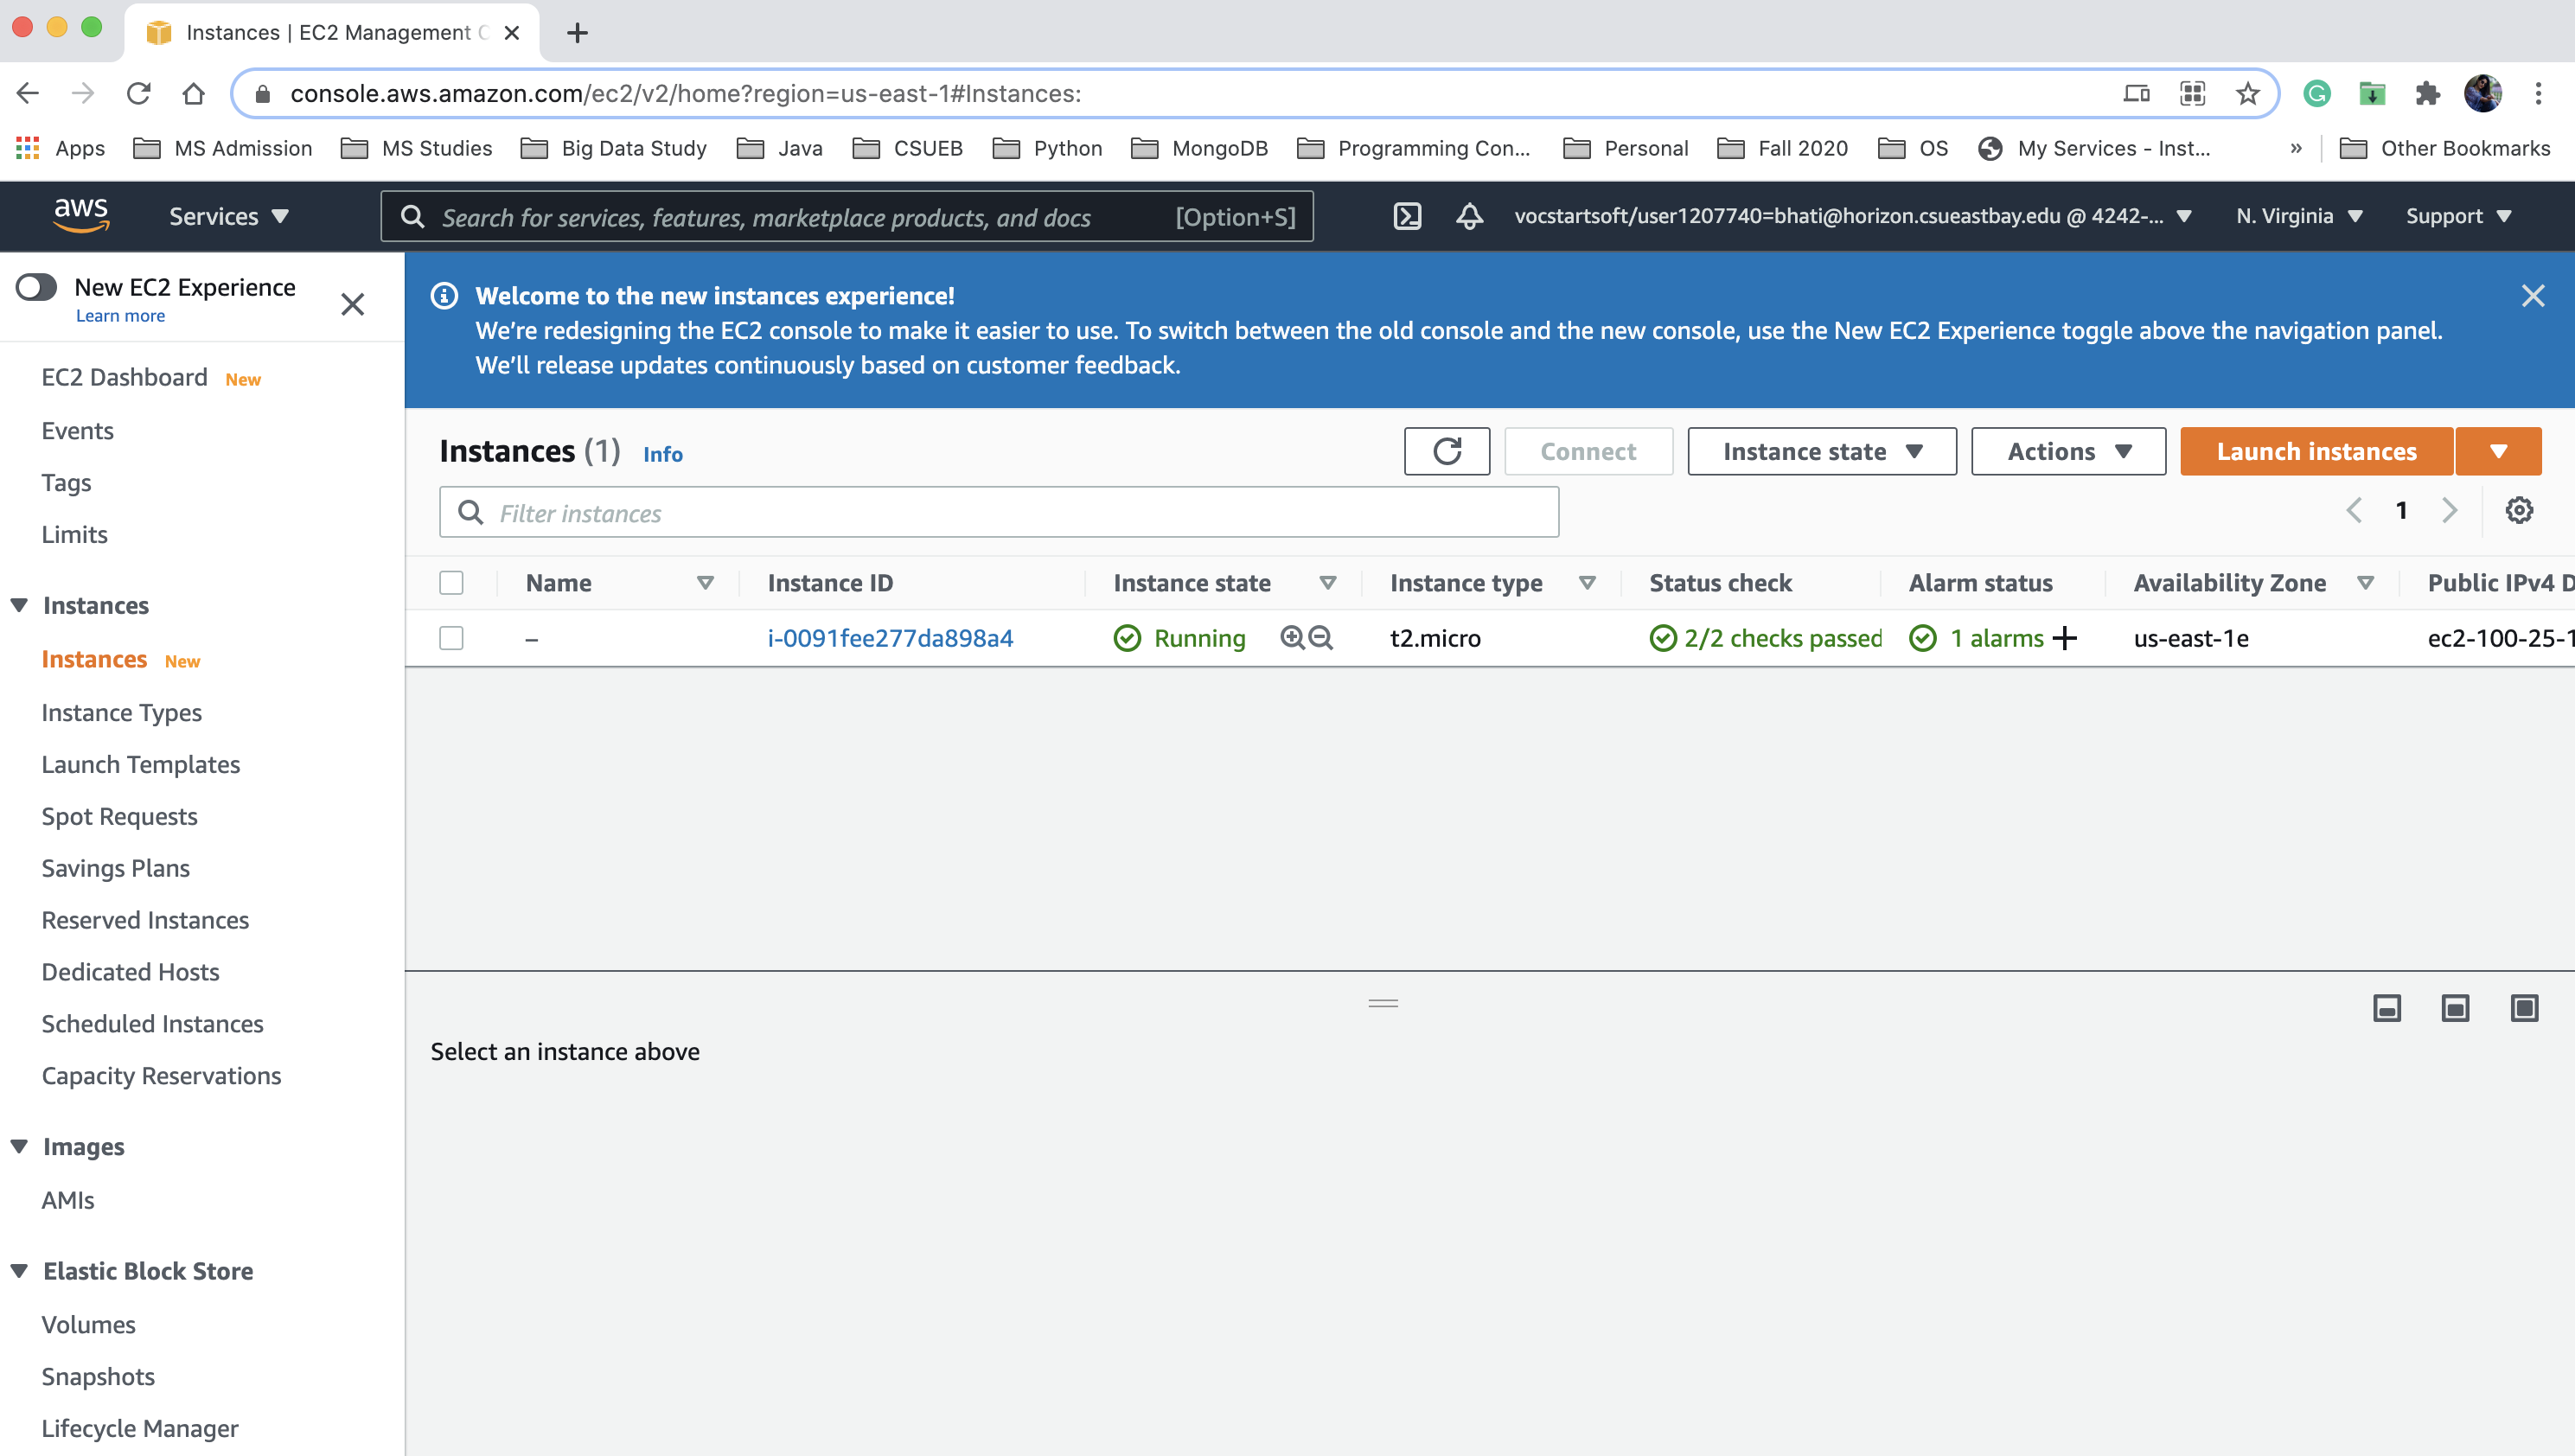 Instances | EC2 Management C
console.aws.amazon.com/ec2/v2/home?region=us-east-1#Instances:
Apps MS Admission MS Studies Big Data Study Java CSUEB Python MongoDB Programming Con... Personal Fall 2020 OS My Services - Inst... » Other Bookmarks
aws Services Search for services, features, marketplace products, and docs [Option+S] vocstartsoft/user1207740=bhati@horizon.csueastbay.edu @ 4242-... N. Virginia Support
New EC2 Experience
Learn more
EC2 Dashboard New
Events
Tags
Limits
Instances
Instances New
Instance Types
Launch Templates
Spot Requests
Savings Plans
Reserved Instances
Dedicated Hosts
Scheduled Instances
Capacity Reservations
Images
AMIs
Elastic Block Store
Volumes
Snapshots
Lifecycle Manager
Welcome to the new instances experience!
We're redesigning the EC2 console to make it easier to use. To switch between the old console and the new console, use the New EC2 Experience toggle above the navigation panel.
We'll release updates continuously based on customer feedback.
Instances (1) Info Connect Instance state Actions Launch instances
Filter instances 1
Name Instance ID Instance state Instance type Status check Alarm status Availability Zone Public IPv4 D
– i-0091fee277da898a4 Running t2.micro 2/2 checks passed 1 alarms + us-east-1e ec2-100-25-1
Select an instance above